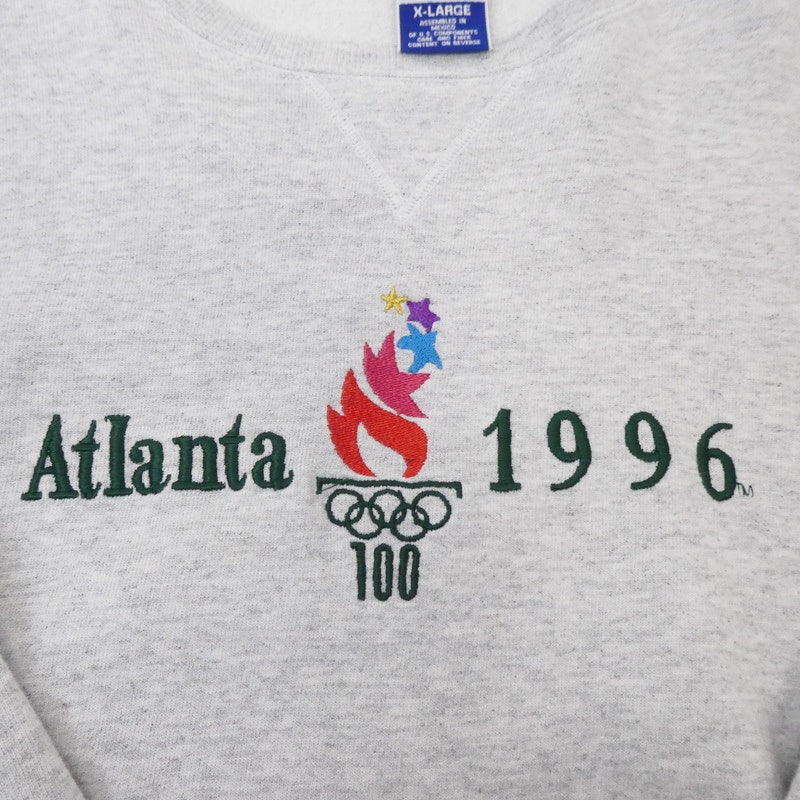 X-LARGE
ASSEMBLED IN
MEXICO
OF U.S. COMPONENTS
CARE AND FIBER
CONTENT ON REVERSE
Atlanta 1996 TM
100